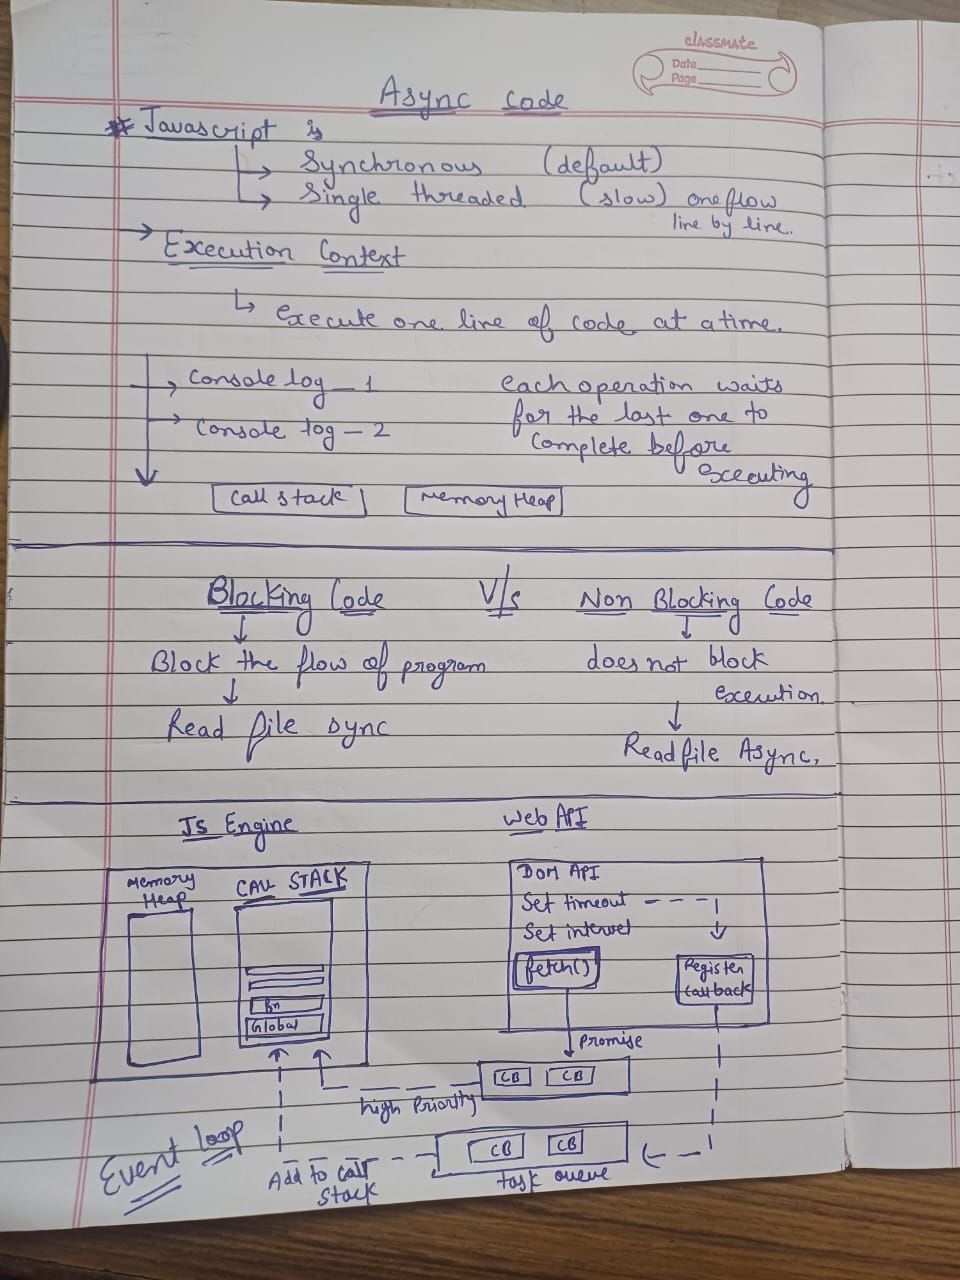 classmate
Date
Page
Async Code
# Javascript is
Synchronous (default)
Single threaded (slow) one flow
line by line.
Execution Context
execute one line of code at a time.
Console log — 1
Console log — 2
each operation waits
for the last one to
complete before
executing
Call stack
Memory Heap
Blocking Code V/s Non Blocking Code
Block the flow of program
Read file sync
does not block
execution.
Read file Async.
JS Engine
Web API
Memory
Heap
CALL STACK
fn
Global
DOM API
Set timeout
Set intervel
fetch()
Register
Callback
Promise
CB CB
high Priority
CB CB
task queue
Add to call
stack
Event loop